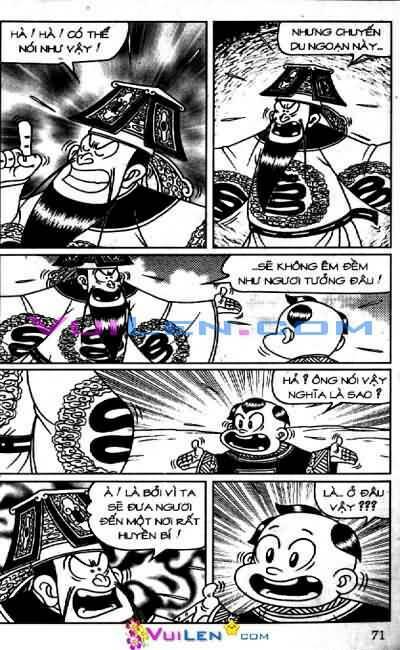 HÀ! HÀ! CÓ THỂ
NÓI NHƯ VẬY!
NHƯNG CHUYẾN
DU NGOẠN NÀY...
...SẼ KHÔNG ÊM ĐỀM
NHƯ NGƯƠI TƯỞNG ĐÂU!
VUILEN.COM
HẢ? ÔNG NÓI VẬY
NGHĨA LÀ SAO?
À! LÀ BỞI VÌ TA
SẼ ĐƯA NGƯƠI
ĐẾN MỘT NƠI RẤT
HUYỀN BÍ!
LÀ... Ở ĐÂU
VẬY???
71
VUILEN.COM